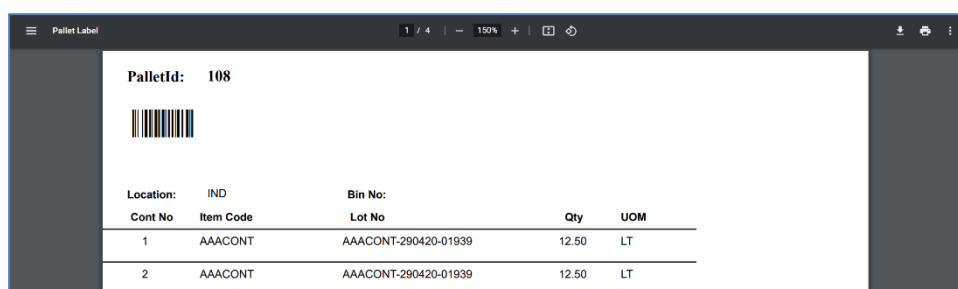 Pallet Label 1 / 4 | − 150% + |
PalletId: 108
Location: IND Bin No:
Cont No Item Code Lot No Qty UOM
1 AAACONT AAACONT-290420-01939 12.50 LT
2 AAACONT AAACONT-290420-01939 12.50 LT